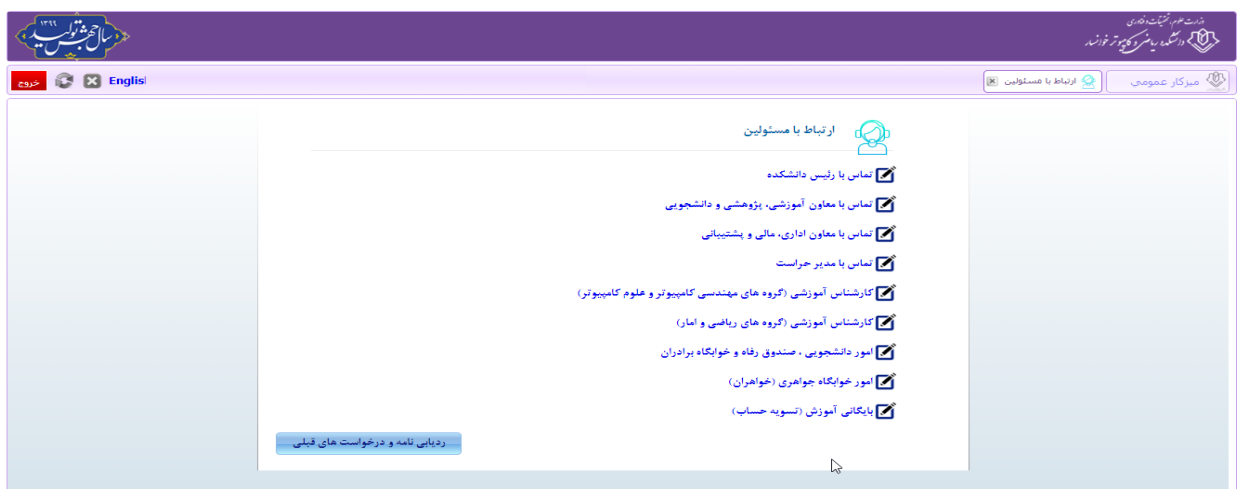 وزارت علوم، تحقیقات و فناوری
دانشکده ریاضی و کامپیوتر خوانسار
۱۳۹۹
سال جهش تولید
میزکار عمومی
ارتباط با مسئولین
Englis
خروج
ارتباط با مسئولین
تماس با رئیس دانشکده
تماس با معاون آموزشی، پژوهشی و دانشجویی
تماس با معاون اداری، مالی و پشتیبانی
تماس با مدیر حراست
کارشناس آموزشی (گروه های مهندسی کامپیوتر و علوم کامپیوتر)
کارشناس آموزشی (گروه های ریاضی و امار)
امور دانشجویی ، صندوق رفاه و خوابگاه برادران
امور خوابگاه جواهری (خواهران)
بایگانی آموزش (تسویه حساب)
ردیابی نامه و درخواست های قبلی